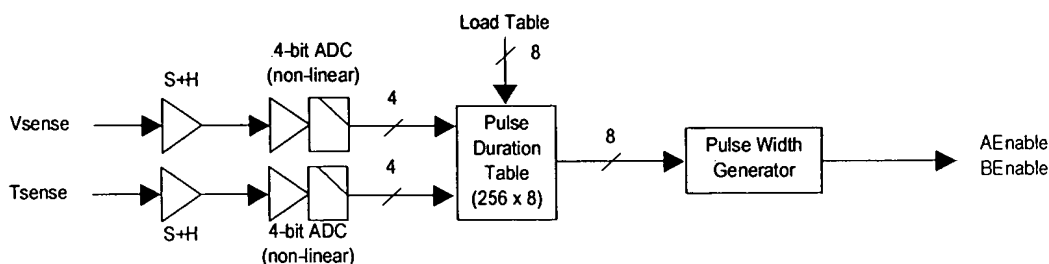 Load Table
8
4-bit ADC
(non-linear)
S+H
4
Vsense
Pulse
Duration
Table
(256 x 8)
8
Pulse Width
Generator
AEnable
BEnable
4
Tsense
S+H
4-bit ADC
(non-linear)